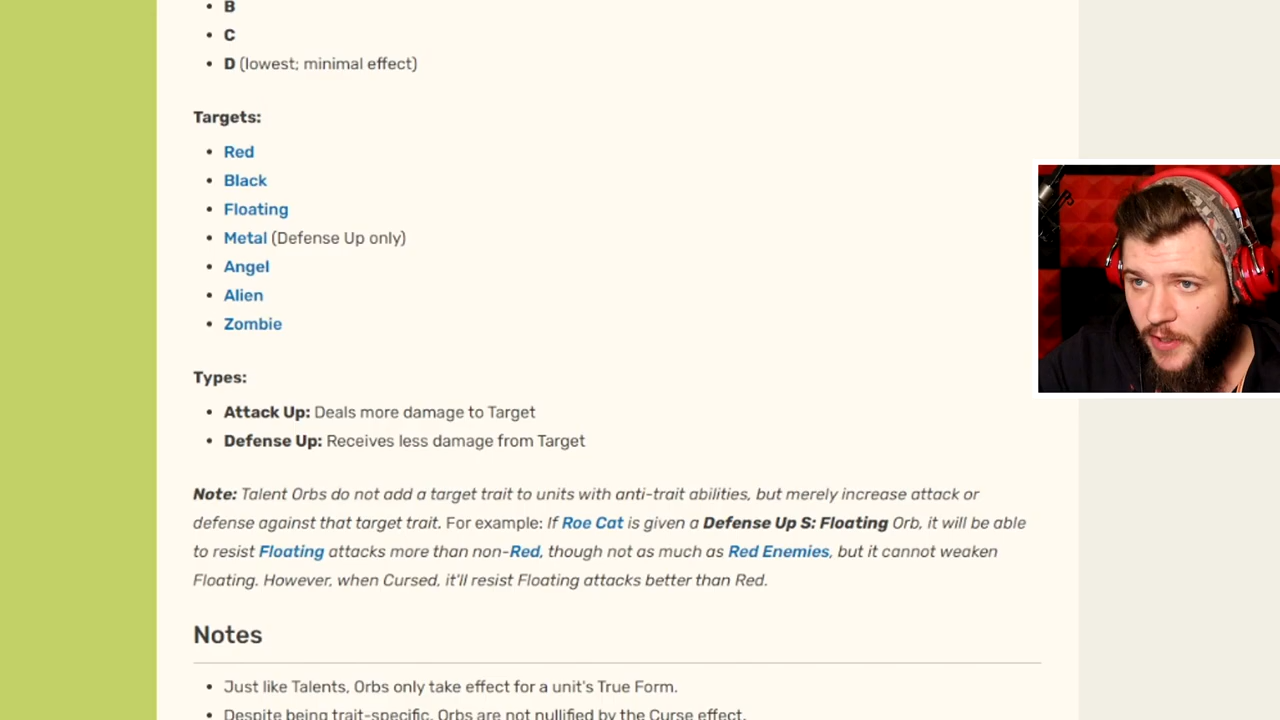 B
C
D (lowest; minimal effect)
Targets:
Red
Black
Floating
Metal (Defense Up only)
Angel
Alien
Zombie
Types:
Attack Up: Deals more damage to Target
Defense Up: Receives less damage from Target
Note: Talent Orbs do not add a target trait to units with anti-trait abilities, but merely increase attack or
defense against that target trait. For example: If Roe Cat is given a Defense Up S: Floating Orb, it will be able
to resist Floating attacks more than non-Red, though not as much as Red Enemies, but it cannot weaken
Floating. However, when Cursed, it'll resist Floating attacks better than Red.
Notes
Just like Talents, Orbs only take effect for a unit's True Form.
Despite being trait-specific, Orbs are not nullified by the Curse effect.